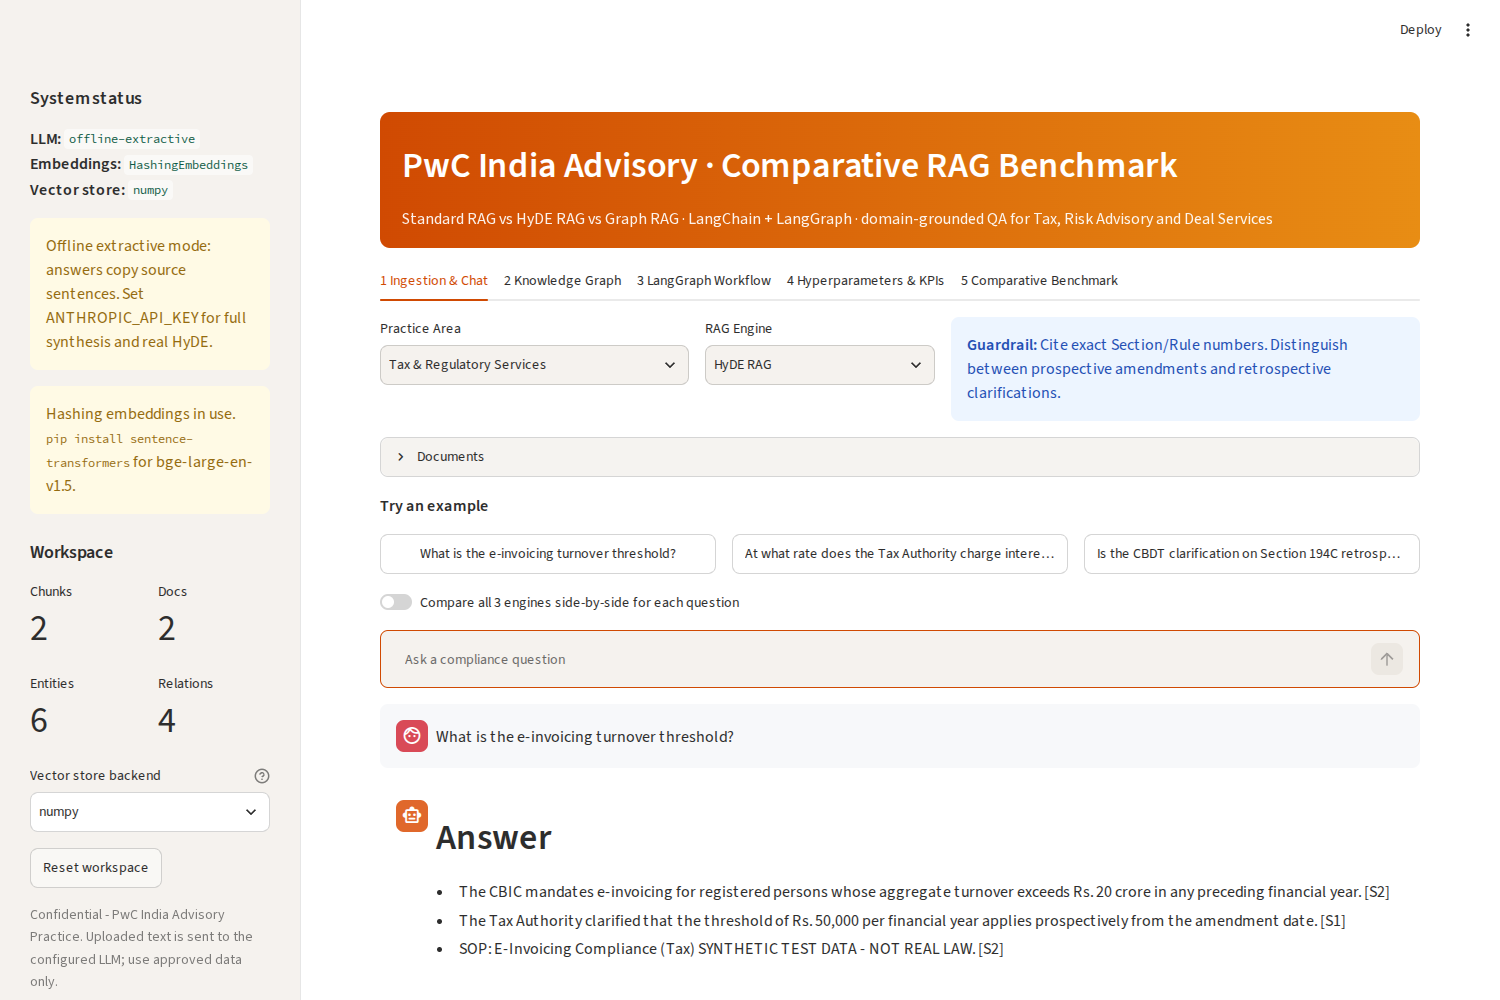 Deploy
System status
LLM: offline-extractive
Embeddings: HashingEmbeddings
Vector store: numpy
Offline extractive mode:
answers copy source
sentences. Set
ANTHROPIC_API_KEY for full
synthesis and real HyDE.
Hashing embeddings in use.
pip install sentence-
transformers for bge-large-en-
v1.5.
Workspace
Chunks Docs
2 2
Entities Relations
6 4
Vector store backend
numpy
Reset workspace
Confidential - PwC India Advisory
Practice. Uploaded text is sent to the
configured LLM; use approved data
only.
PwC India Advisory · Comparative RAG Benchmark
Standard RAG vs HyDE RAG vs Graph RAG · LangChain + LangGraph · domain-grounded QA for Tax, Risk Advisory and Deal Services
1 Ingestion & Chat 2 Knowledge Graph 3 LangGraph Workflow 4 Hyperparameters & KPIs 5 Comparative Benchmark
Practice Area RAG Engine
Tax & Regulatory Services HyDE RAG
Guardrail: Cite exact Section/Rule numbers. Distinguish
between prospective amendments and retrospective
clarifications.
Documents
Try an example
What is the e-invoicing turnover threshold? At what rate does the Tax Authority charge intere... Is the CBDT clarification on Section 194C retrosp...
Compare all 3 engines side-by-side for each question
Ask a compliance question
What is the e-invoicing turnover threshold?
Answer
• The CBIC mandates e-invoicing for registered persons whose aggregate turnover exceeds Rs. 20 crore in any preceding financial year. [S2]
• The Tax Authority clarified that the threshold of Rs. 50,000 per financial year applies prospectively from the amendment date. [S1]
• SOP: E-Invoicing Compliance (Tax) SYNTHETIC TEST DATA - NOT REAL LAW. [S2]